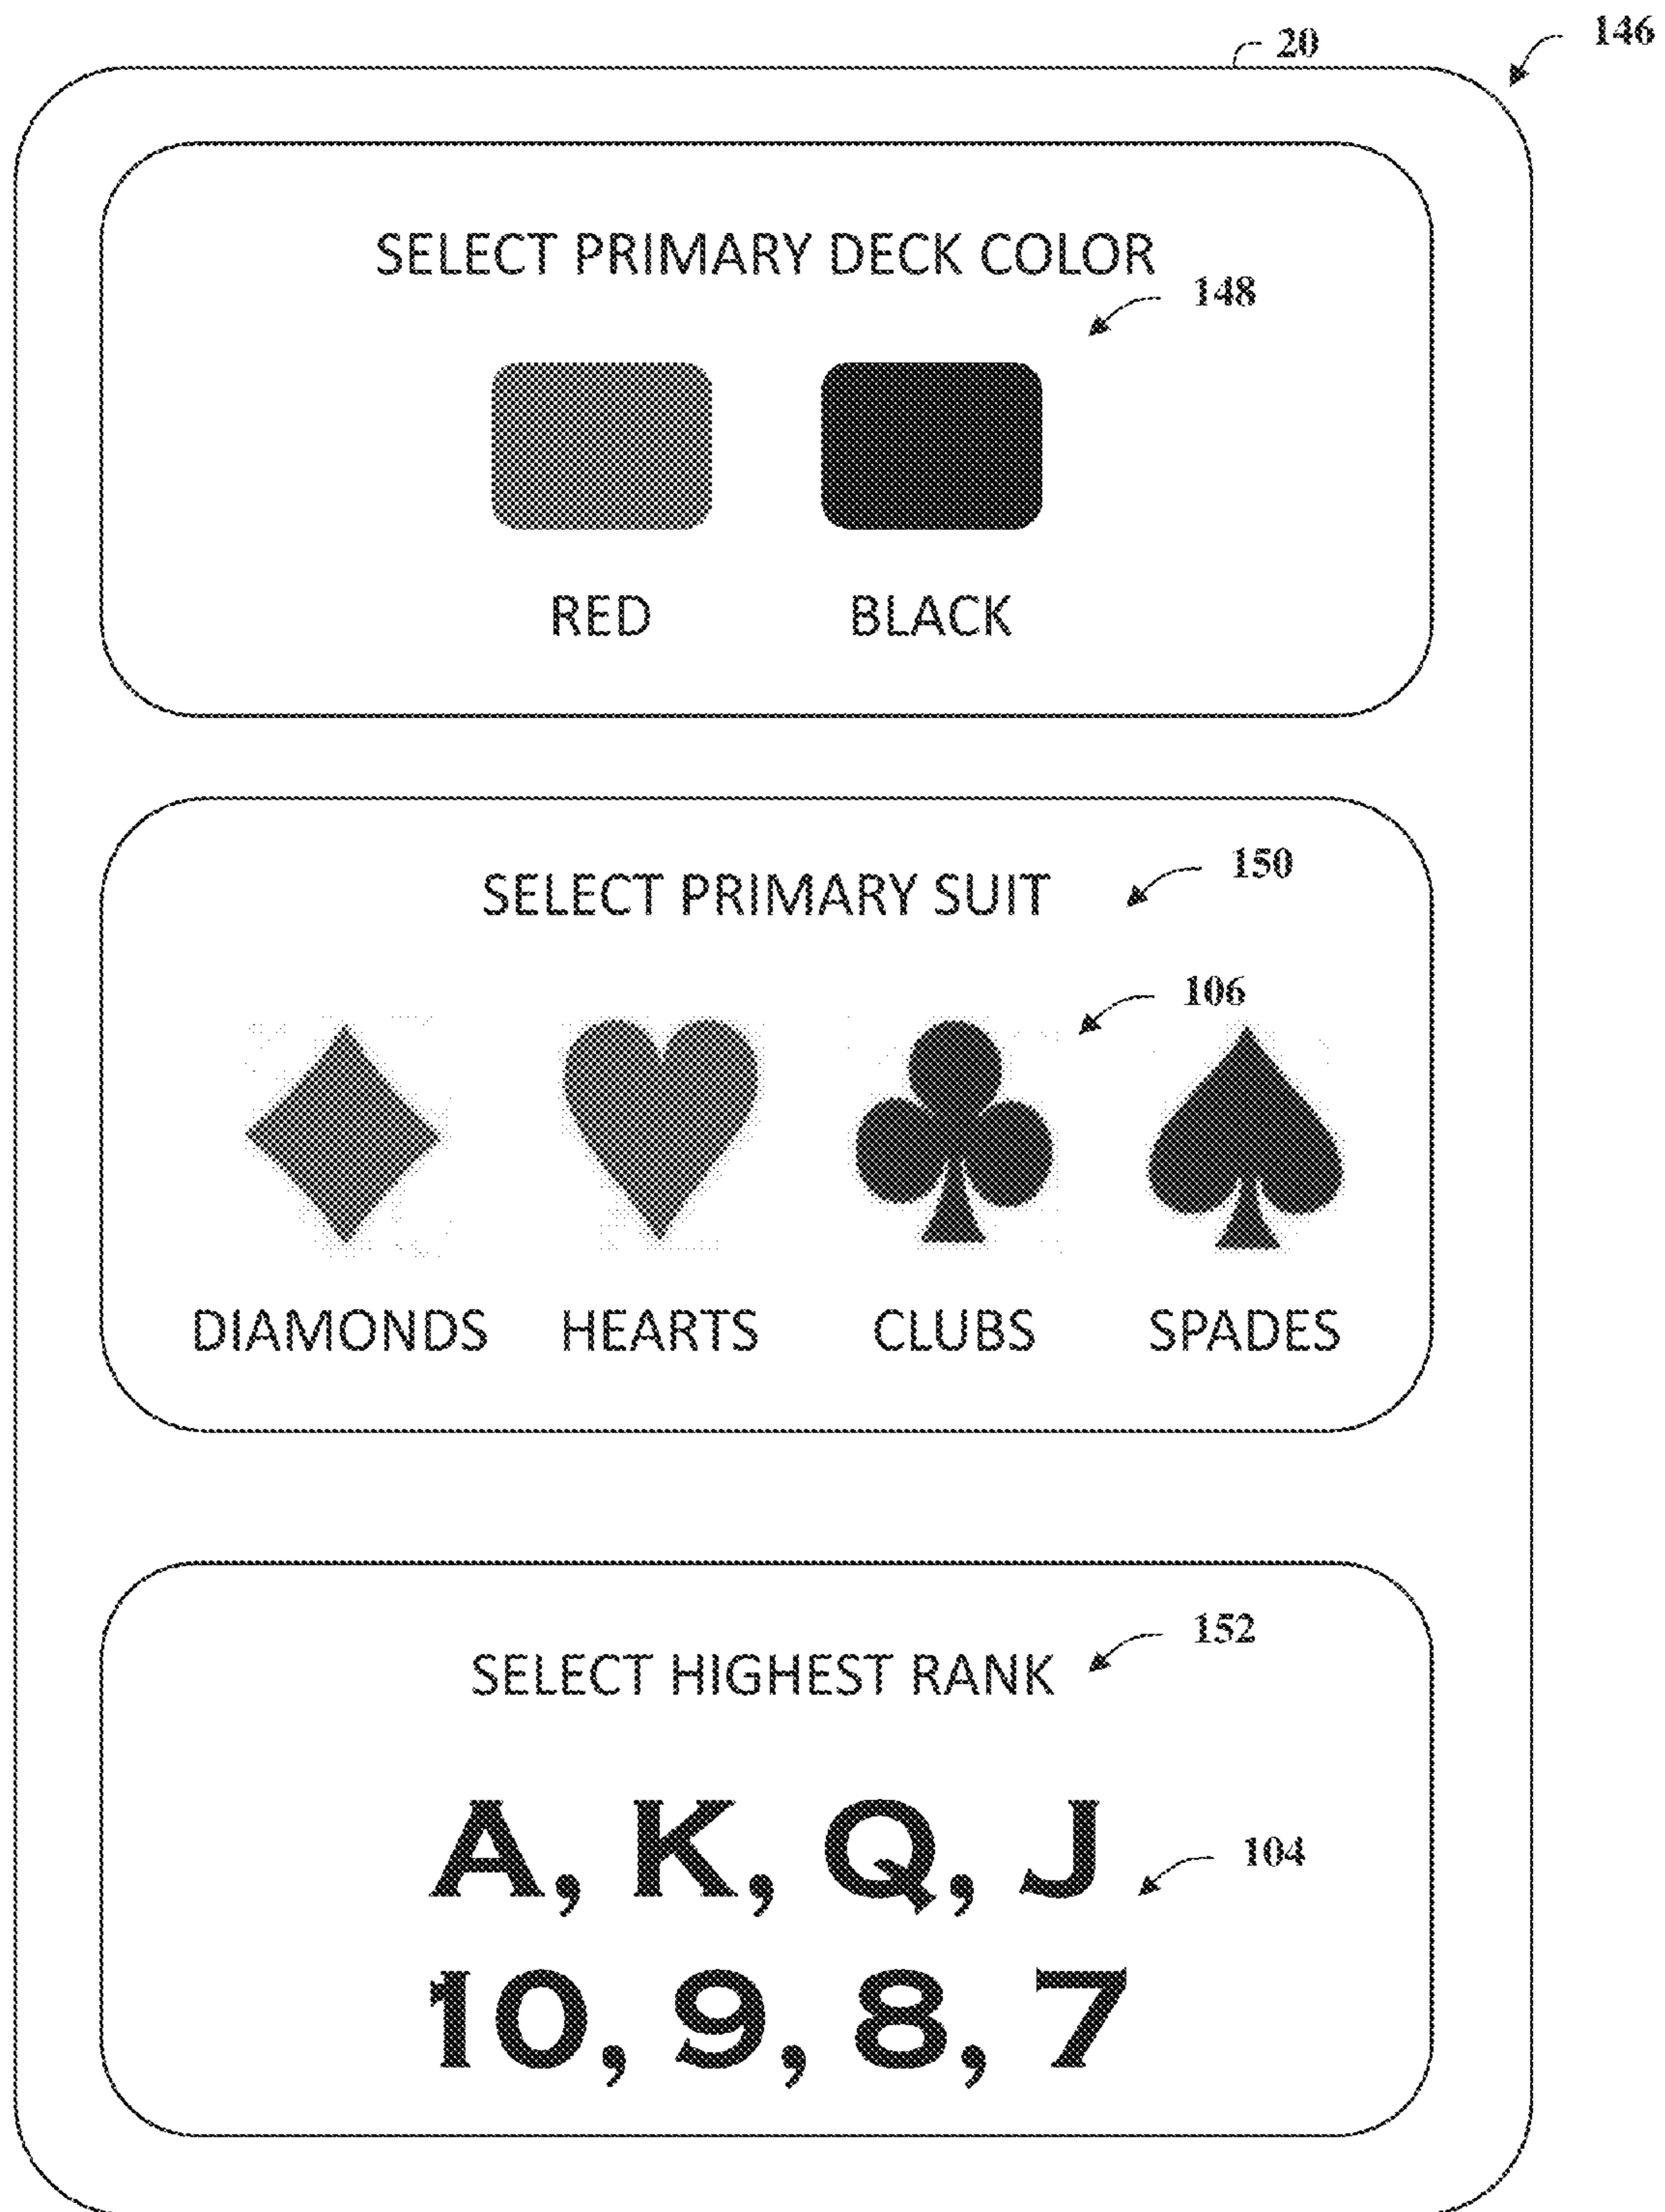 20
146
SELECT PRIMARY DECK COLOR
148
RED BLACK
SELECT PRIMARY SUIT
150
106
DIAMONDS HEARTS CLUBS SPADES
152
SELECT HIGHEST RANK
A, K, Q, J
104
10, 9, 8, 7